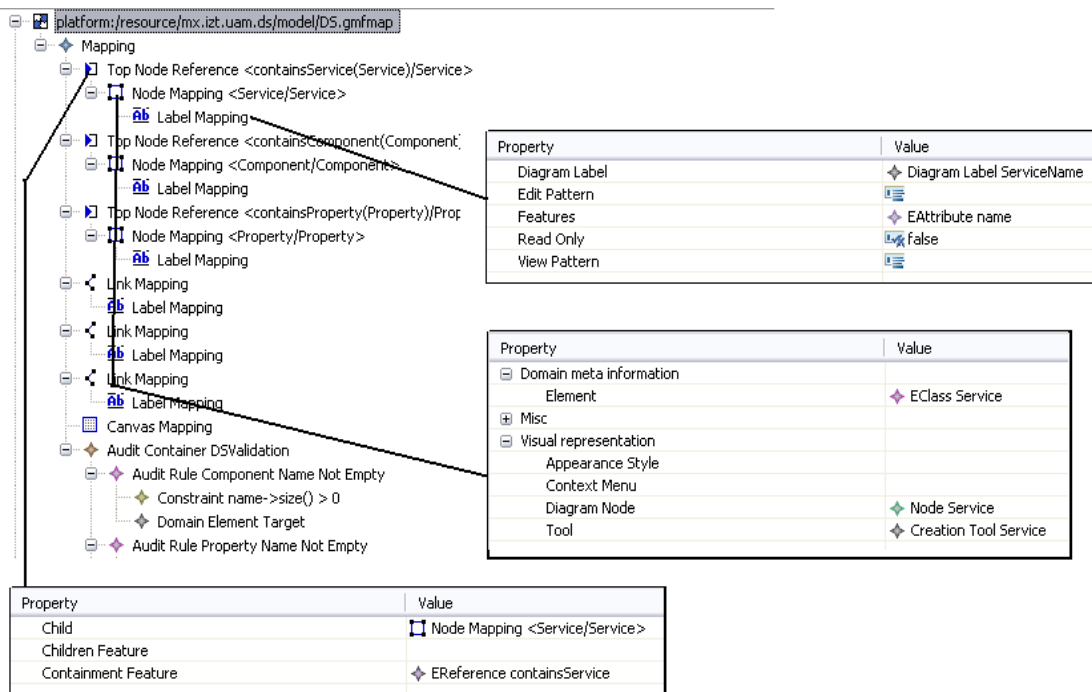 platform:/resource/mx.izt.uam.ds/model/DS.gmfmap
Mapping
Top Node Reference <containsService(Service)/Service>
Node Mapping <Service/Service>
Ab Label Mapping
Top Node Reference <containsComponent(Component)
Node Mapping <Component/Component>
Ab Label Mapping
Top Node Reference <containsProperty(Property)/Prop
Node Mapping <Property/Property>
Ab Label Mapping
Link Mapping
Ab Label Mapping
Link Mapping
Ab Label Mapping
Link Mapping
Ab Label Mapping
Canvas Mapping
Audit Container DSValidation
Audit Rule Component Name Not Empty
Constraint name->size() > 0
Domain Element Target
Audit Rule Property Name Not Empty
Property Value
Diagram Label Diagram Label ServiceName
Edit Pattern
Features EAttribute name
Read Only false
View Pattern
Property Value
Domain meta information
Element EClass Service
Misc
Visual representation
Appearance Style
Context Menu
Diagram Node Node Service
Tool Creation Tool Service
Property Value
Child Node Mapping <Service/Service>
Children Feature
Containment Feature EReference containsService